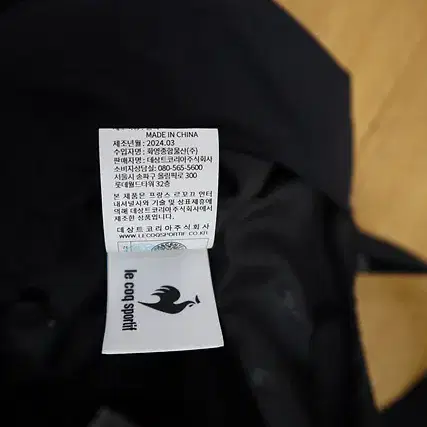 MADE IN CHINA
제조년월 : 2024.03
수입자명 : 확영종합물산(주)
판매자명 : 데상트코리아주식회사
소비자상담실: 080-565-5600
서울시 송파구 올림픽로 300
롯데월드타워 32층
본 제품은 프랑스 르꼬끄 인터
내셔널사와 기술 및 상표제휴에
의해 데상트코리아주식회사에서
제조한 상품입니다.
데상트코리아주식회사
WWW.LECOQSPORTIF.CO.KR
le coq sportif